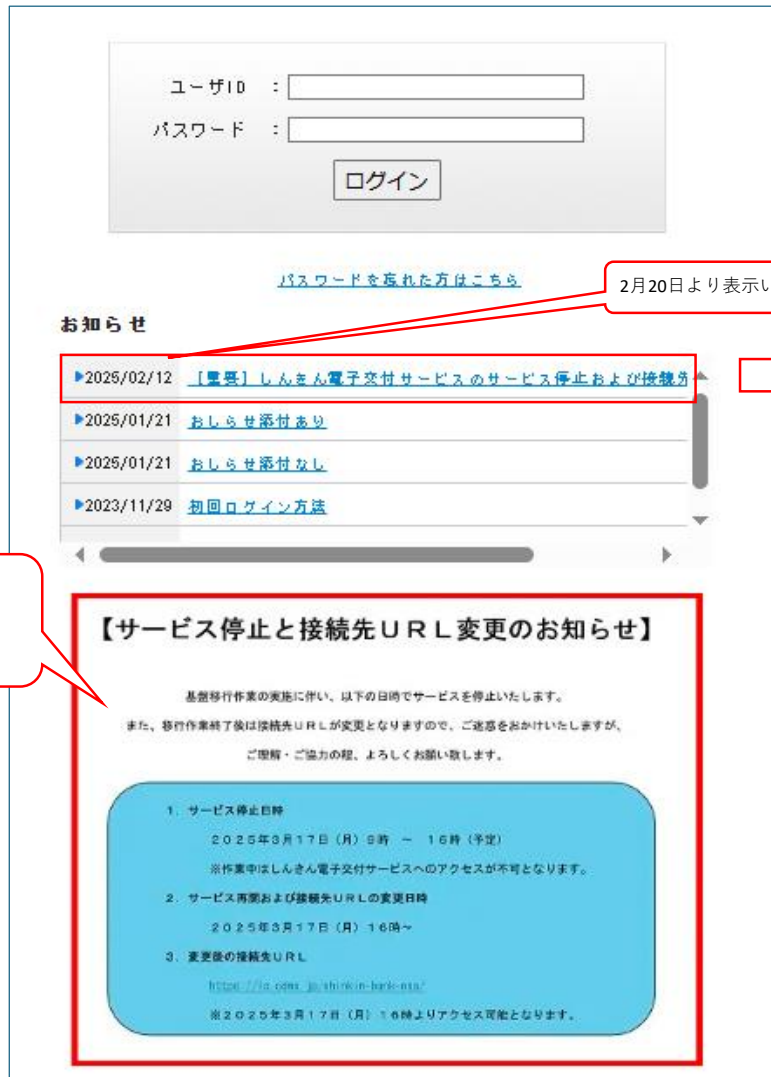 ユーザID :
パスワード :
ログイン
パスワードを忘れた方はこちら
2月20日より表示い
お知らせ
2025/02/12 [重要] しんきん電子交付サービスのサービス停止および接続先
2025/01/21 おしらせ添付あり
2025/01/21 おしらせ添付なし
2023/11/29 初回ログイン方法
【サービス停止と接続先URL変更のお知らせ】
基盤移行作業の実施に伴い、以下の日時でサービスを停止いたします。
また、移行作業終了後は接続先URLが変更となりますので、ご迷惑をおかけいたしますが、
ご理解・ご協力の程、よろしくお願い致します。
1. サービス停止日時
2025年3月17日(月)9時 ~ 16時(予定)
※作業中はしんきん電子交付サービスへのアクセスが不可となります。
2. サービス再開および接続先URLの変更日時
2025年3月17日(月)16時~
3. 変更後の接続先URL
※2025年3月17日(月)16時よりアクセス可能となります。